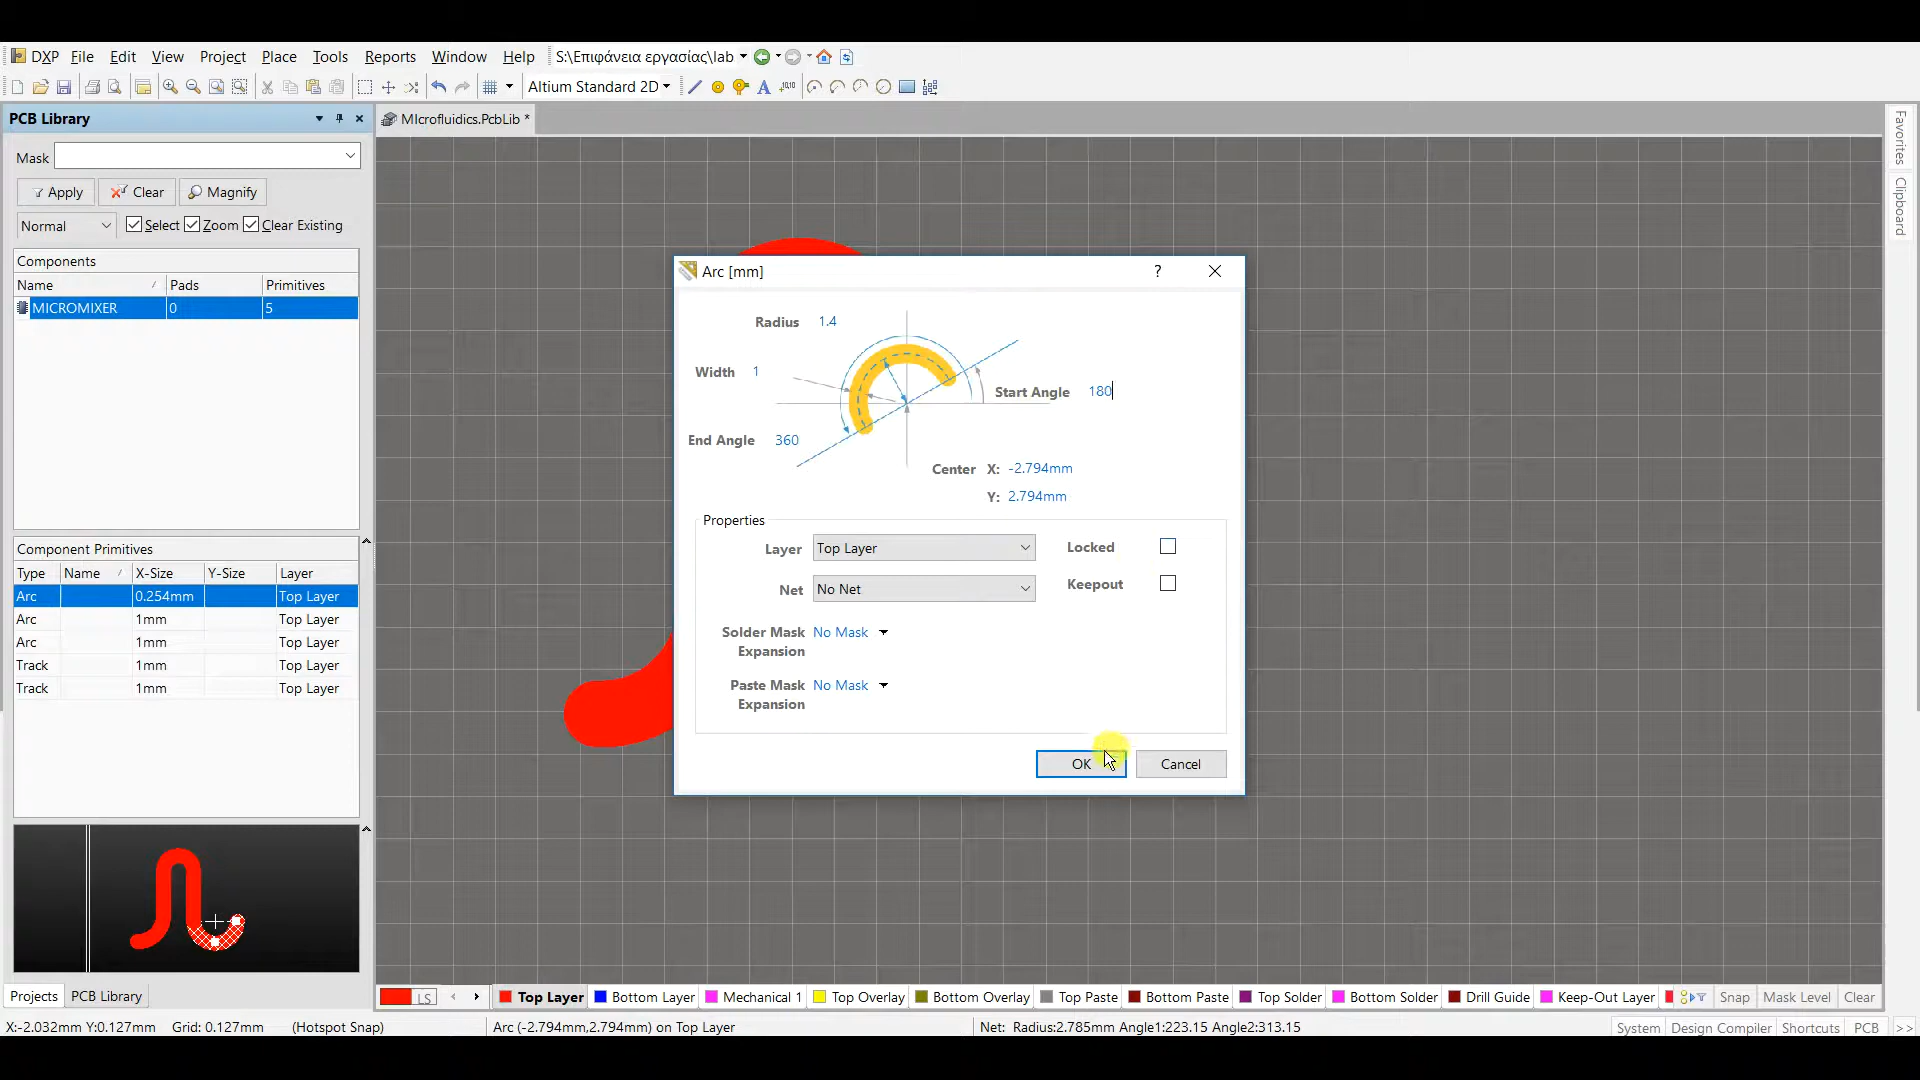 DXP File Edit View Project Place Tools Reports Window Help S:\Επιφάνεια εργασίας\lab
Altium Standard 2D
PCB Library
MIcrofluidics.PcbLib *
Mask
Apply Clear Magnify
Normal Select Zoom Clear Existing
Components
Name Pads Primitives
MICROMIXER 0 5
Component Primitives
Type Name X-Size Y-Size Layer
Arc 0.254mm Top Layer
Arc 1mm Top Layer
Arc 1mm Top Layer
Track 1mm Top Layer
Track 1mm Top Layer
Arc [mm] ?
Radius 1.4
Width 1
Start Angle 180
End Angle 360
Center X: -2.794mm
Y: 2.794mm
Properties
Layer Top Layer Locked
Net No Net Keepout
Solder Mask No Mask
Expansion
Paste Mask No Mask
Expansion
OK Cancel
Favorites
Clipboard
Projects PCB Library
LS Top Layer Bottom Layer Mechanical 1 Top Overlay Bottom Overlay Top Paste Bottom Paste Top Solder Bottom Solder Drill Guide Keep-Out Layer Snap Mask Level Clear
X:-2.032mm Y:0.127mm Grid: 0.127mm (Hotspot Snap) Arc (-2.794mm,2.794mm) on Top Layer Net: Radius:2.785mm Angle1:223.15 Angle2:313.15 System Design Compiler Shortcuts PCB >>